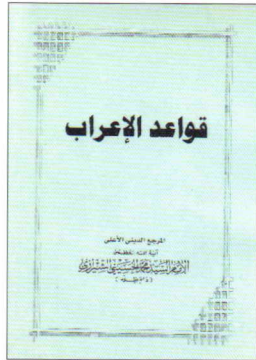 قواعد الإعراب
المرجع الديني الأعلى
آية الله العظمى
الإمام السيد محمد الحسيني الشيرازي